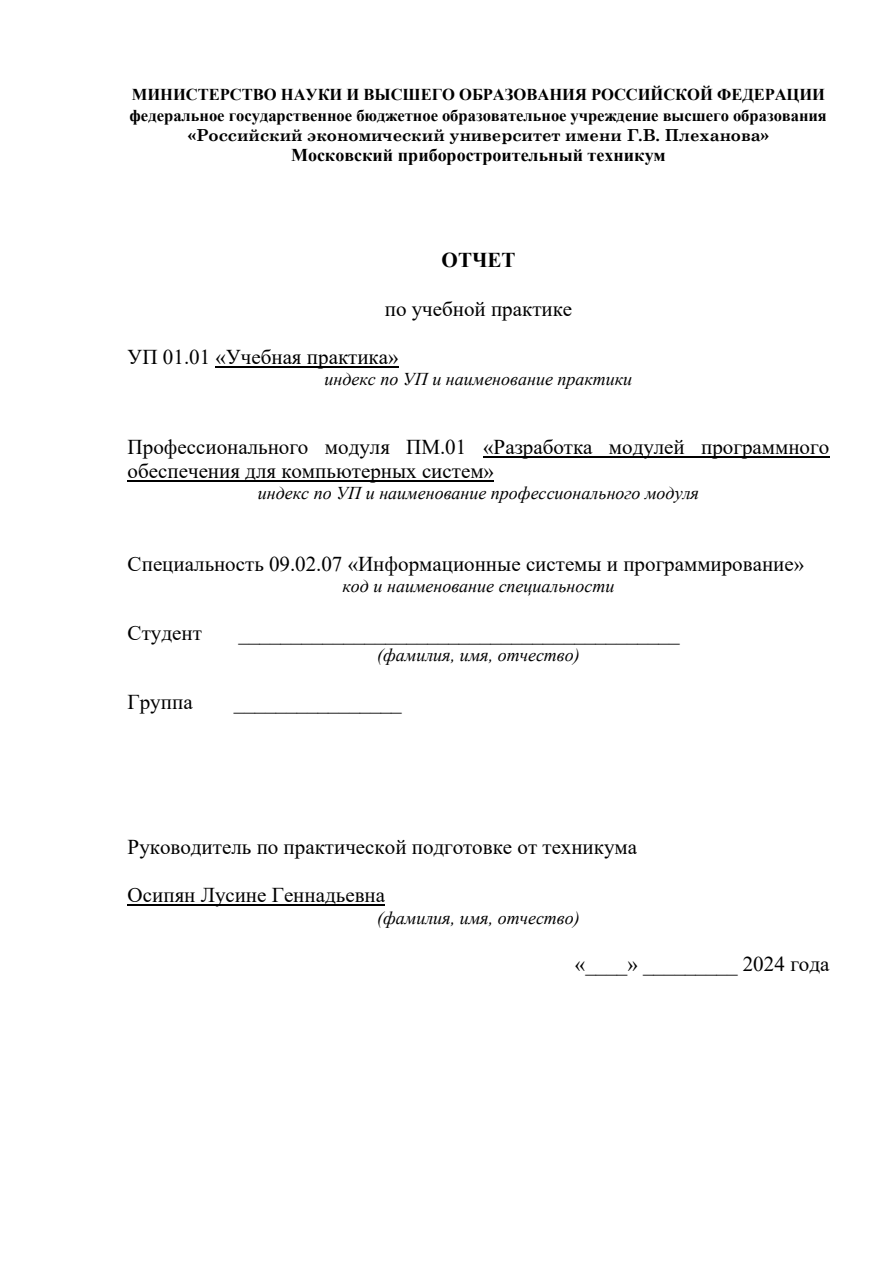 МИНИСТЕРСТВО НАУКИ И ВЫСШЕГО ОБРАЗОВАНИЯ РОССИЙСКОЙ ФЕДЕРАЦИИ
федеральное государственное бюджетное образовательное учреждение высшего образования
«Российский экономический университет имени Г.В. Плеханова»
Московский приборостроительный техникум
ОТЧЕТ
по учебной практике
УП 01.01 «Учебная практика»
индекс по УП и наименование практики
Профессионального модуля ПМ.01 «Разработка модулей программного
обеспечения для компьютерных систем»
индекс по УП и наименование профессионального модуля
Специальность 09.02.07 «Информационные системы и программирование»
код и наименование специальности
Студент __________________________________________
(фамилия, имя, отчество)
Группа ________________
Руководитель по практической подготовке от техникума
Осипян Лусине Геннадьевна
(фамилия, имя, отчество)
«____» _________ 2024 года